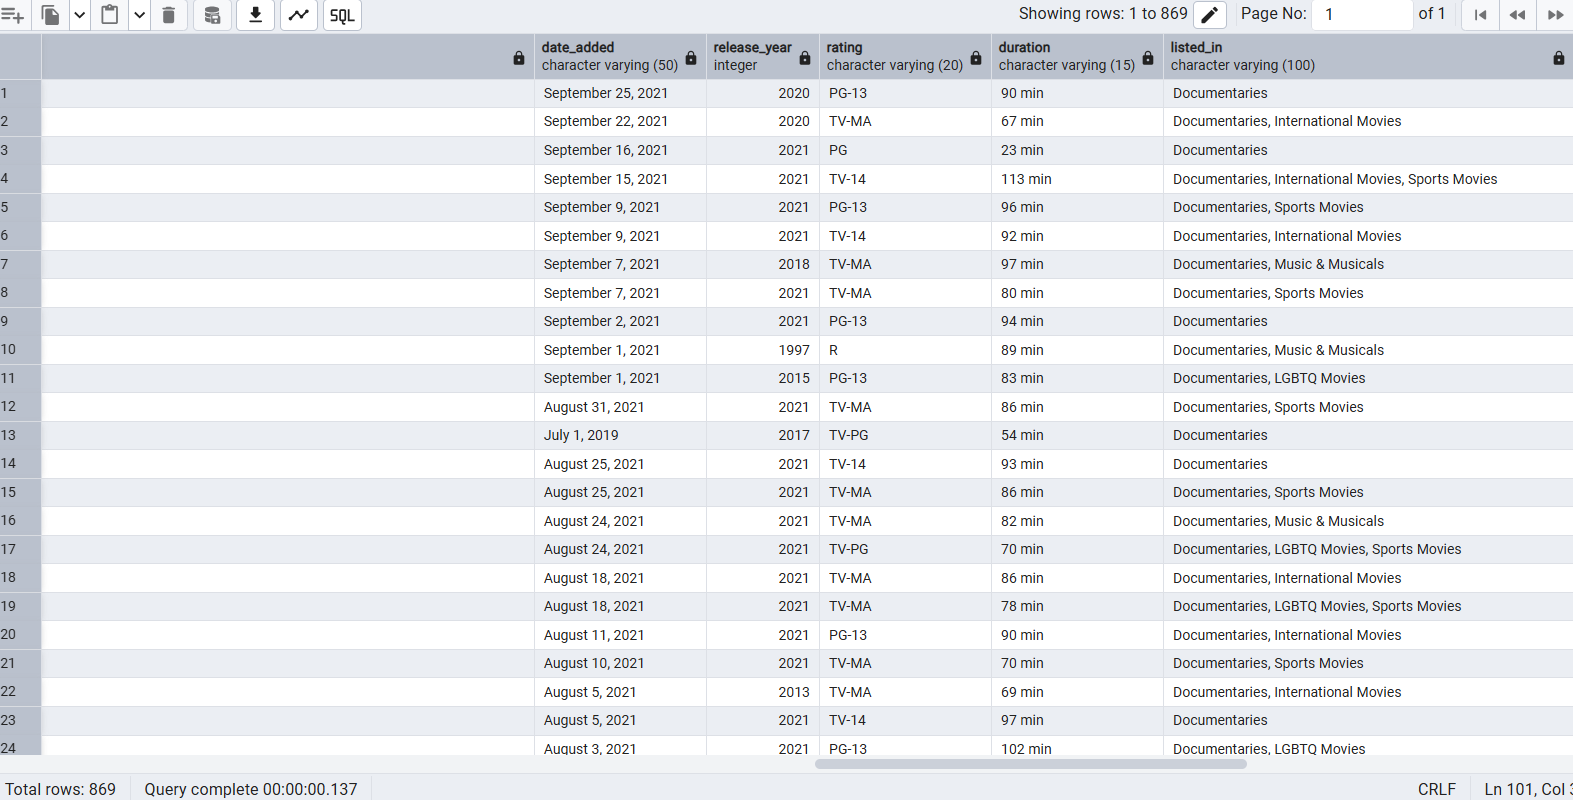 SQL Showing rows: 1 to 869 Page No: 1 of 1
date_added release_year rating duration listed_in
character varying (50) integer character varying (20) character varying (15) character varying (100)
1 September 25, 2021 2020 PG-13 90 min Documentaries
2 September 22, 2021 2020 TV-MA 67 min Documentaries, International Movies
3 September 16, 2021 2021 PG 23 min Documentaries
4 September 15, 2021 2021 TV-14 113 min Documentaries, International Movies, Sports Movies
5 September 9, 2021 2021 PG-13 96 min Documentaries, Sports Movies
6 September 9, 2021 2021 TV-14 92 min Documentaries, International Movies
7 September 7, 2021 2018 TV-MA 97 min Documentaries, Music & Musicals
8 September 7, 2021 2021 TV-MA 80 min Documentaries, Sports Movies
9 September 2, 2021 2021 PG-13 94 min Documentaries
10 September 1, 2021 1997 R 89 min Documentaries, Music & Musicals
11 September 1, 2021 2015 PG-13 83 min Documentaries, LGBTQ Movies
12 August 31, 2021 2021 TV-MA 86 min Documentaries, Sports Movies
13 July 1, 2019 2017 TV-PG 54 min Documentaries
14 August 25, 2021 2021 TV-14 93 min Documentaries
15 August 25, 2021 2021 TV-MA 86 min Documentaries, Sports Movies
16 August 24, 2021 2021 TV-MA 82 min Documentaries, Music & Musicals
17 August 24, 2021 2021 TV-PG 70 min Documentaries, LGBTQ Movies, Sports Movies
18 August 18, 2021 2021 TV-MA 86 min Documentaries, International Movies
19 August 18, 2021 2021 TV-MA 78 min Documentaries, LGBTQ Movies, Sports Movies
20 August 11, 2021 2021 PG-13 90 min Documentaries, International Movies
21 August 10, 2021 2021 TV-MA 70 min Documentaries, Sports Movies
22 August 5, 2021 2013 TV-MA 69 min Documentaries, International Movies
23 August 5, 2021 2021 TV-14 97 min Documentaries
24 August 3, 2021 2021 PG-13 102 min Documentaries, LGBTQ Movies
Total rows: 869 Query complete 00:00:00.137 CRLF Ln 101, Col